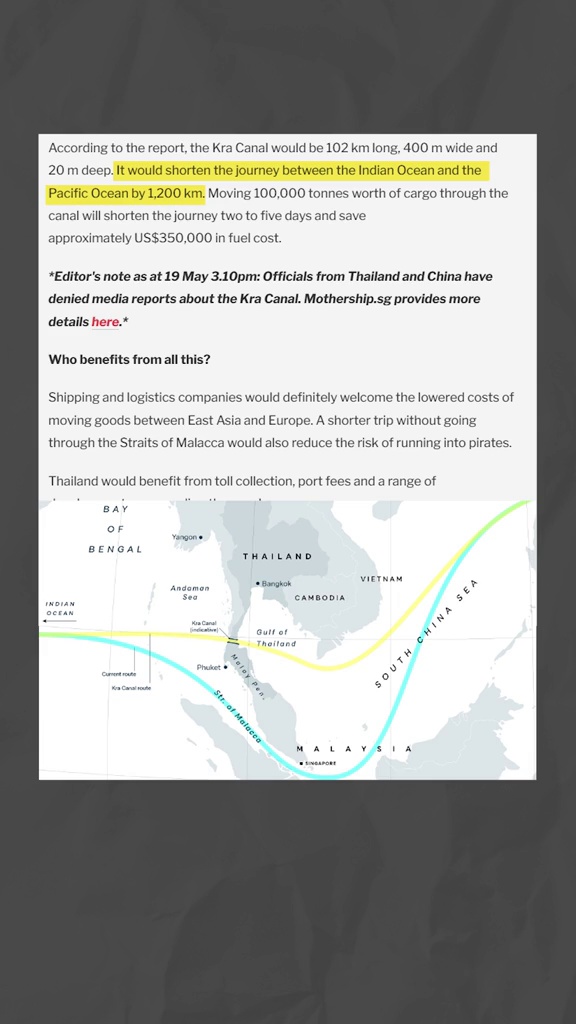 According to the report, the Kra Canal would be 102 km long, 400 m wide and
20 m deep. It would shorten the journey between the Indian Ocean and the
Pacific Ocean by 1,200 km. Moving 100,000 tonnes worth of cargo through the
canal will shorten the journey two to five days and save
approximately US$350,000 in fuel cost.
*Editor's note as at 19 May 3.10pm: Officials from Thailand and China have
denied media reports about the Kra Canal. Mothership.sg provides more
details here.*
Who benefits from all this?
Shipping and logistics companies would definitely welcome the lowered costs of
moving goods between East Asia and Europe. A shorter trip without going
through the Straits of Malacca would also reduce the risk of running into pirates.
Thailand would benefit from toll collection, port fees and a range of
BAY
OF
BENGAL
Yangon
THAILAND
Bangkok
VIETNAM
CAMBODIA
Andaman
Sea
INDIAN
OCEAN
Kra Canal
(indicative)
Gulf of
Thailand
Phuket
Malay pen.
Current route
Kra Canal route
SOUTH CHINA SEA
Str. of Malacca
MALAYSIA
SINGAPORE